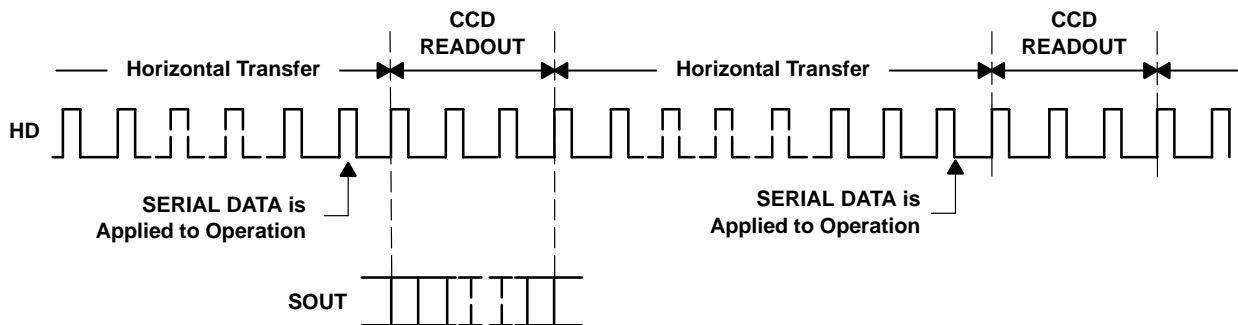 CCD
READOUT
CCD
READOUT
Horizontal Transfer
Horizontal Transfer
HD
SERIAL DATA is
Applied to Operation
SERIAL DATA is
Applied to Operation
SOUT